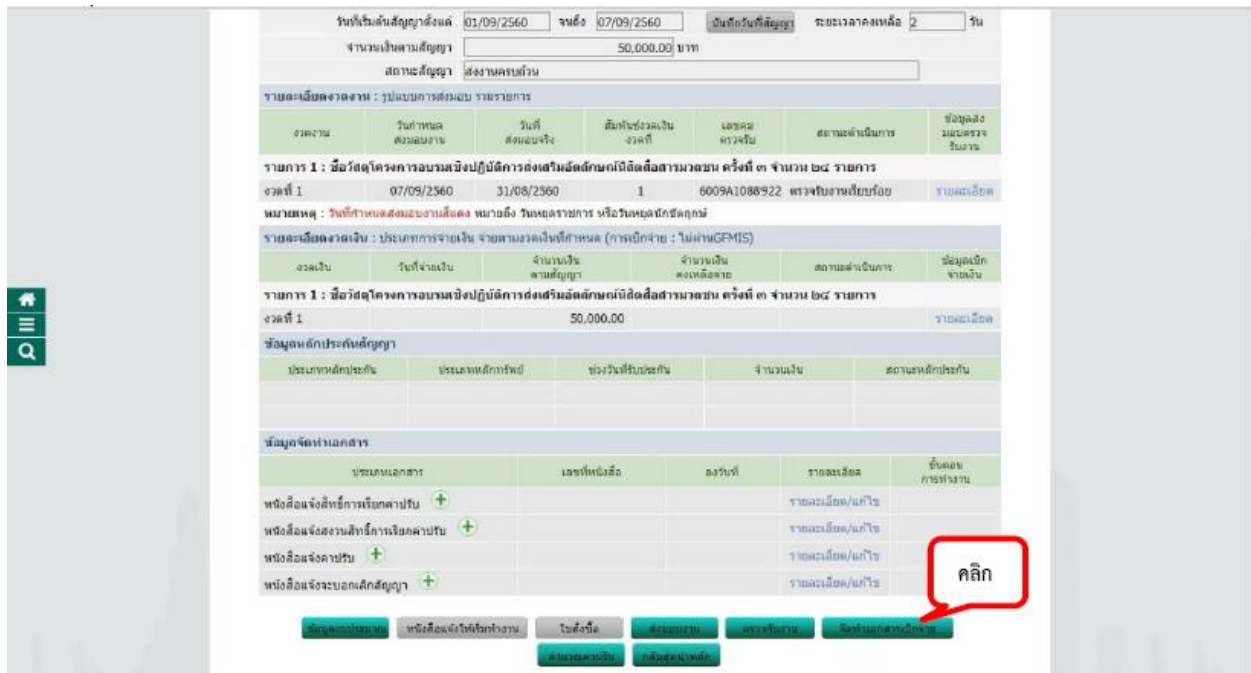 วันที่เริ่มต้นสัญญาตั้งแต่ 01/09/2560 จนถึง 07/09/2560 บันทึกวันที่สัญญา ระยะเวลาคงเหลือ 2 วัน
จำนวนเงินตามสัญญา 50,000.00 บาท
สถานะสัญญา ส่งงานครบถ้วน
รายละเอียดงวดงาน : รูปแบบการส่งมอบ รวมรายการ
งวดงาน วันกำหนดส่งมอบงาน วันที่ส่งมอบจริง สัมพันธ์งวดเงินงวดที่ เลขคุมตรวจรับ สถานะดำเนินการ ข้อมูลส่งมอบตรวจรับงาน
รายการ 1 : ซื้อวัสดุโครงการอบรมเชิงปฏิบัติการส่งเสริมอัตลักษณ์นิสิตสื่อสารมวลชน ครั้งที่ ๓ จำนวน ๒๔ รายการ
งวดที่ 1 07/09/2560 31/08/2560 1 6009A1088922 ตรวจรับงานเรียบร้อย รายละเอียด
หมายเหตุ : วันที่กำหนดส่งมอบงานสีแดง หมายถึง วันหยุดราชการ หรือวันหยุดนักขัตฤกษ์
รายละเอียดงวดเงิน : ประเภทการจ่ายเงิน จ่ายตามงวดเงินที่กำหนด (การเบิกจ่าย : ไม่ผ่านGFMIS)
งวดเงิน วันที่จ่ายเงิน จำนวนเงินตามสัญญา จำนวนเงินคงเหลือจ่าย สถานะดำเนินการ ข้อมูลเบิกจ่ายเงิน
รายการ 1 : ซื้อวัสดุโครงการอบรมเชิงปฏิบัติการส่งเสริมอัตลักษณ์นิสิตสื่อสารมวลชน ครั้งที่ ๓ จำนวน ๒๔ รายการ
งวดที่ 1 50,000.00 รายละเอียด
ข้อมูลหลักประกันสัญญา
ประเภทหลักประกัน ประเภทหลักทรัพย์ ช่วงวันที่รับประกัน จำนวนเงิน สถานะหลักประกัน
ข้อมูลจัดทำเอกสาร
ประเภทเอกสาร เลขที่หนังสือ ลงวันที่ รายละเอียด ขั้นตอนการทำงาน
หนังสือแจ้งสิทธิ์การเรียกค่าปรับ รายละเอียด/แก้ไข
หนังสือแจ้งสงวนสิทธิ์การเรียกค่าปรับ รายละเอียด/แก้ไข
หนังสือแจ้งค่าปรับ รายละเอียด/แก้ไข
หนังสือแจ้งจะบอกเลิกสัญญา รายละเอียด/แก้ไข
คลิก
ข้อมูลงบประมาณ หนังสือแจ้งให้เริ่มทำงาน ใบสั่งซื้อ ส่งมอบงาน ตรวจรับงาน จัดทำเอกสารเบิกจ่าย
คำนวณค่าปรับ กลับสู่หน้าหลัก